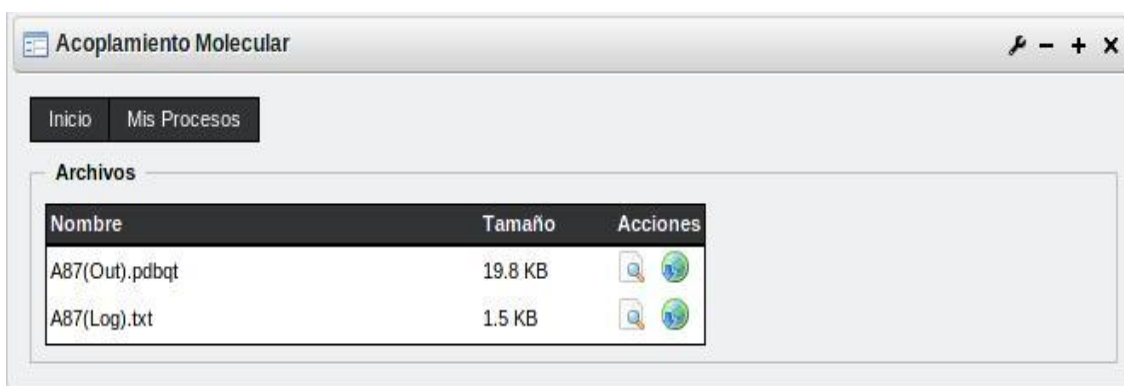 Acoplamiento Molecular
Inicio Mis Procesos
Archivos
Nombre Tamaño Acciones
A87(Out).pdbqt 19.8 KB
A87(Log).txt 1.5 KB